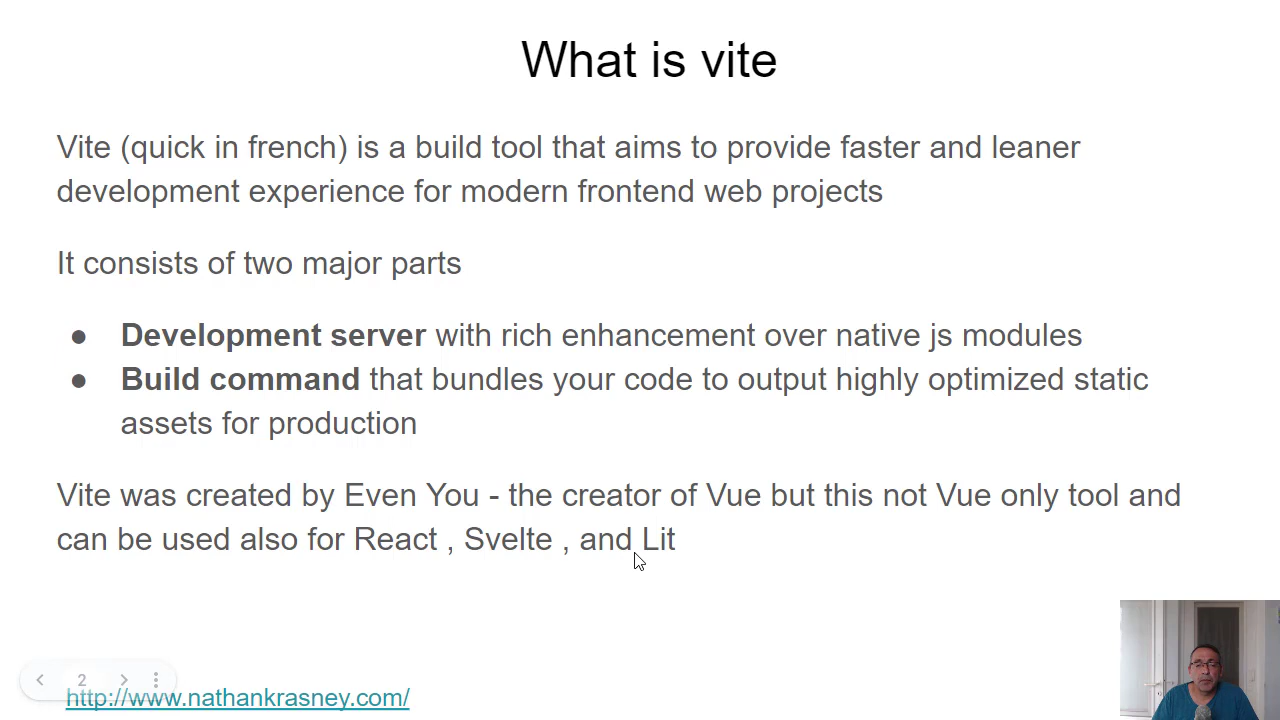 What is vite
Vite (quick in french) is a build tool that aims to provide faster and leaner
development experience for modern frontend web projects
It consists of two major parts
● Development server with rich enhancement over native js modules
● Build command that bundles your code to output highly optimized static
assets for production
Vite was created by Even You - the creator of Vue but this not Vue only tool and
can be used also for React , Svelte , and Lit
2
http://www.nathankrasney.com/